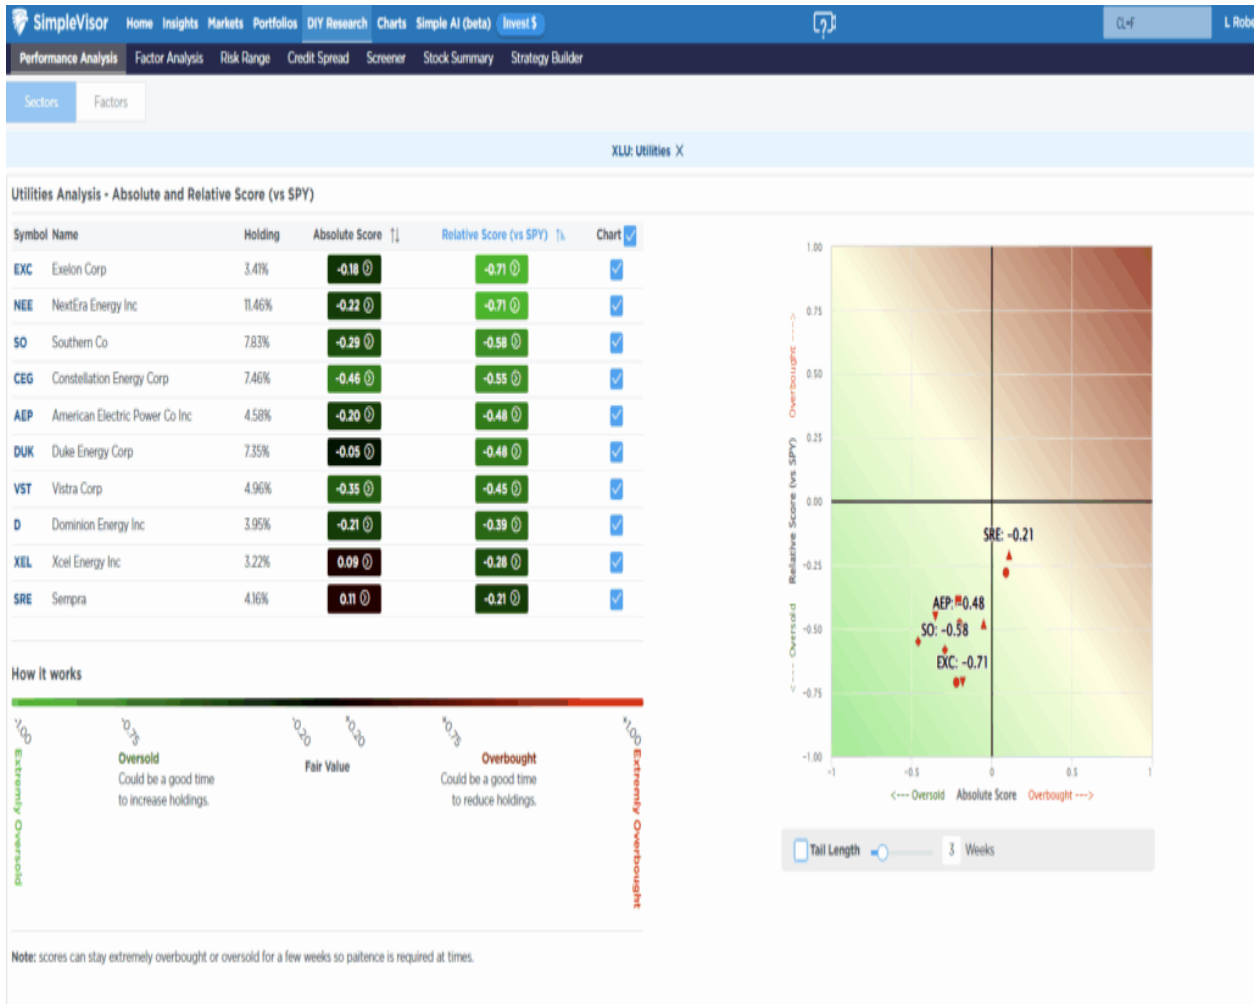 SimpleVisor Home Insights Markets Portfolios DIY Research Charts Simple AI (beta) Invest $ ? CL=F L Robe
Performance Analysis Factor Analysis Risk Range Credit Spread Screener Stock Summary Strategy Builder
Sectors Factors
XLU: Utilities X
Utilities Analysis - Absolute and Relative Score (vs SPY)
Symbol Name Holding Absolute Score Relative Score (vs SPY) Chart
EXC Exelon Corp 3.41% -0.18 -0.71
NEE NextEra Energy Inc 11.46% -0.22 -0.71
SO Southern Co 7.83% -0.29 -0.58
CEG Constellation Energy Corp 7.46% -0.46 -0.55
AEP American Electric Power Co Inc 4.58% -0.20 -0.48
DUK Duke Energy Corp 7.35% -0.05 -0.48
VST Vistra Corp 4.96% -0.35 -0.45
D Dominion Energy Inc 3.95% -0.21 -0.39
XEL Xcel Energy Inc 3.22% 0.09 -0.28
SRE Sempra 4.16% 0.11 -0.21
How it works
-1.00 -0.75 -0.20 +0.20 +0.75 +1.00
Extremly Oversold
Oversold
Could be a good time
to increase holdings.
Fair Value
Overbought
Could be a good time
to reduce holdings.
Extremly Overbought
Note: scores can stay extremely overbought or oversold for a few weeks so paitence is required at times.
1.00
0.75
0.50
0.25
0.00
-0.25
-0.50
-0.75
-1.00
<--- Oversold Relative Score (vs SPY) Overbought --->
SRE: -0.21
AEP: -0.48
SO: -0.58
EXC: -0.71
-1 -0.5 0 0.5 1
<--- Oversold Absolute Score Overbought --->
Tail Length 3 Weeks